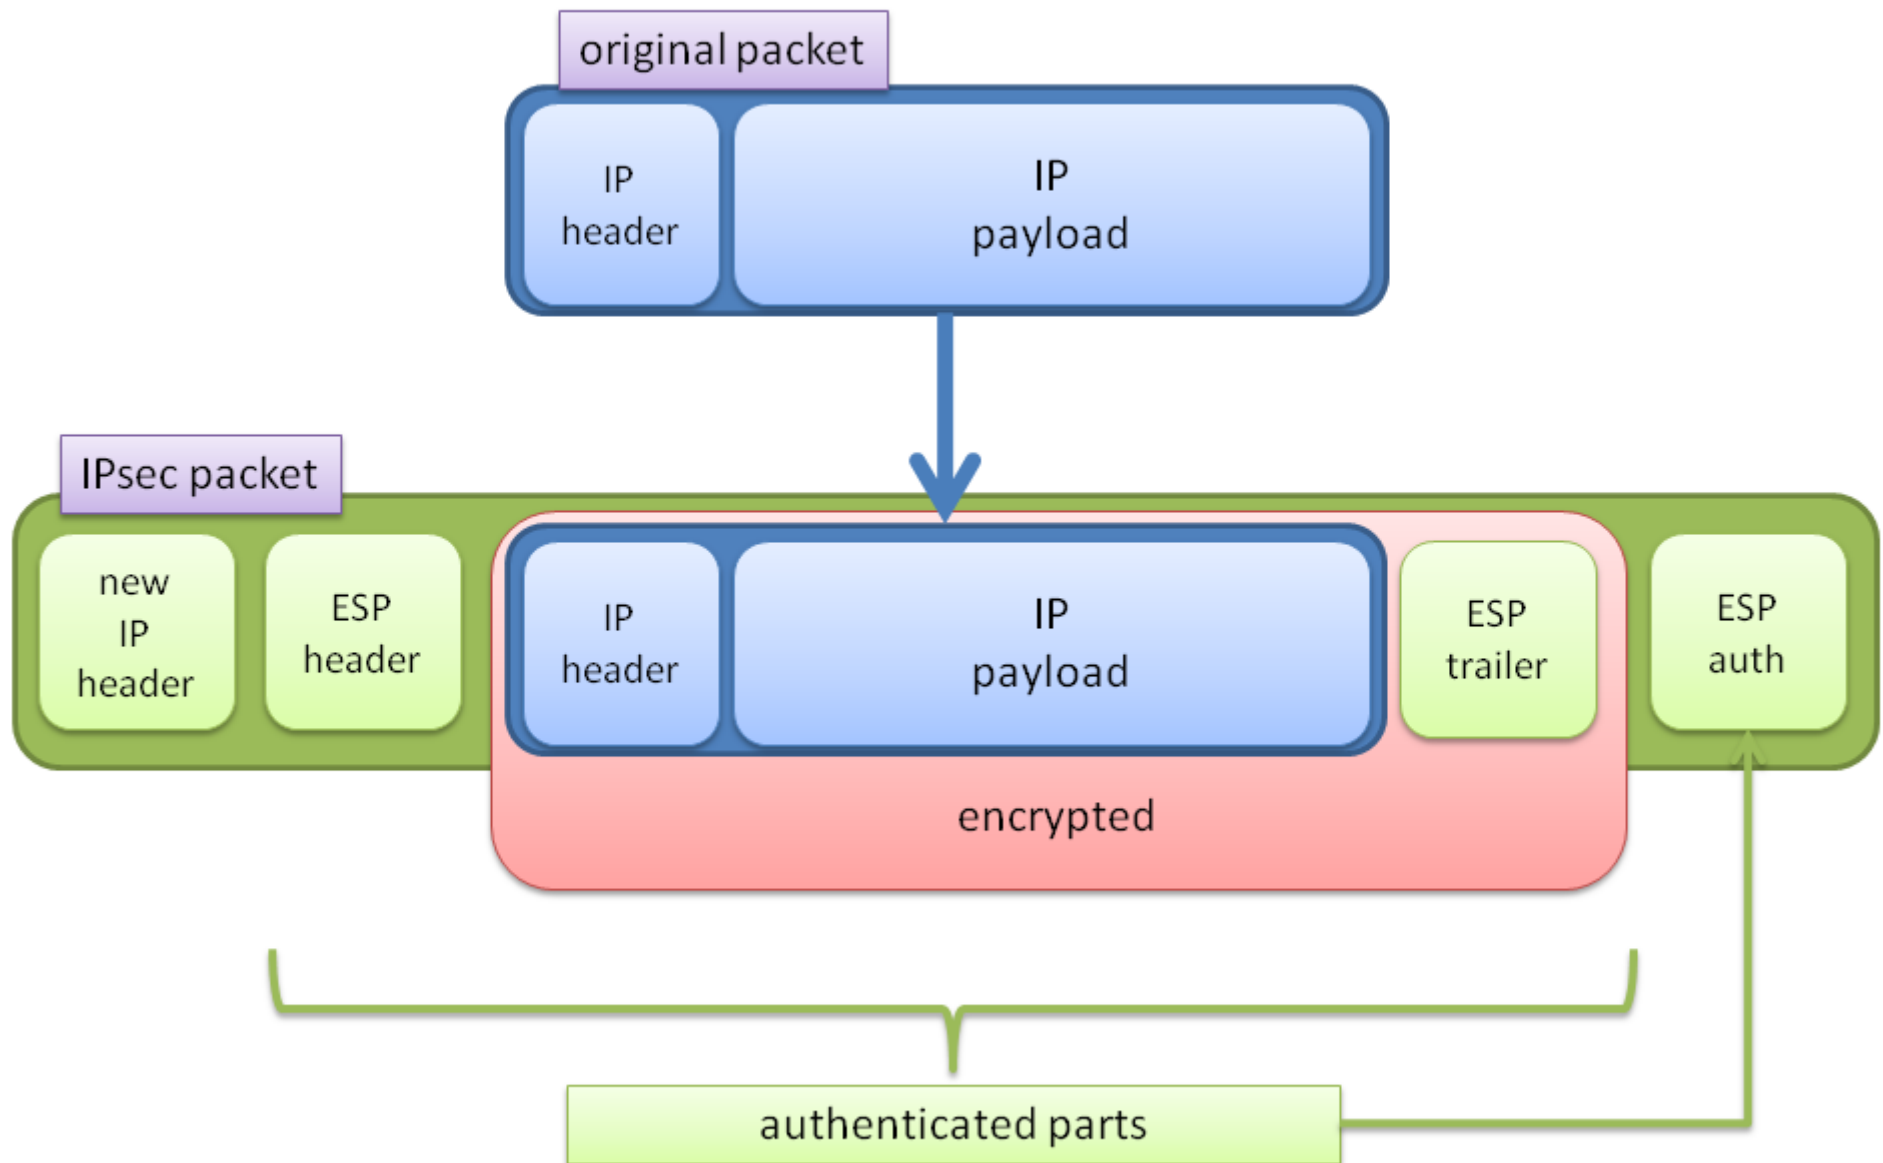 original packet
IP
header
IP
payload
IPsec packet
new
IP
header
ESP
header
IP
header
IP
payload
ESP
trailer
ESP
auth
encrypted
authenticated parts